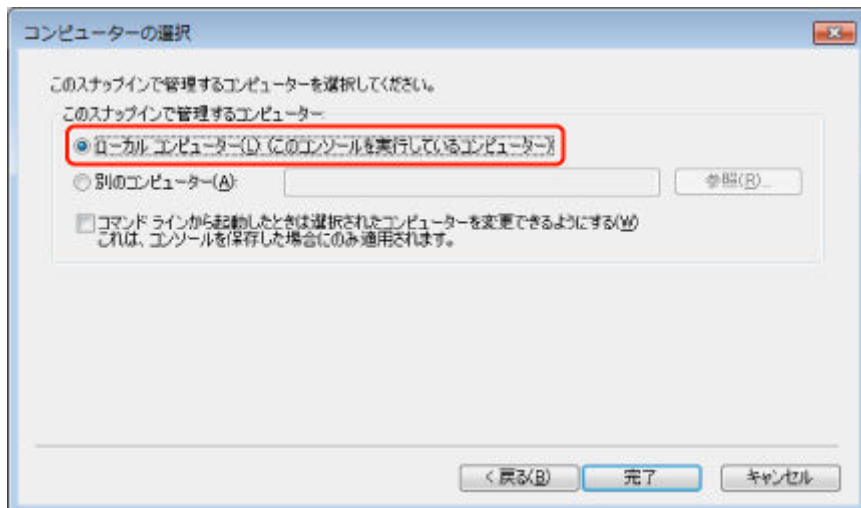 コンピューターの選択
このスナップインで管理するコンピューターを選択してください。
このスナップインで管理するコンピューター:
ローカル コンピューター(L): (このコンソールを実行しているコンピューター)
別のコンピューター(A):
参照(R)...
コマンド ラインから起動したときは選択されたコンピューターを変更できるようにする(W)
これは、コンソールを保存した場合にのみ適用されます。
< 戻る(B)
完了
キャンセル